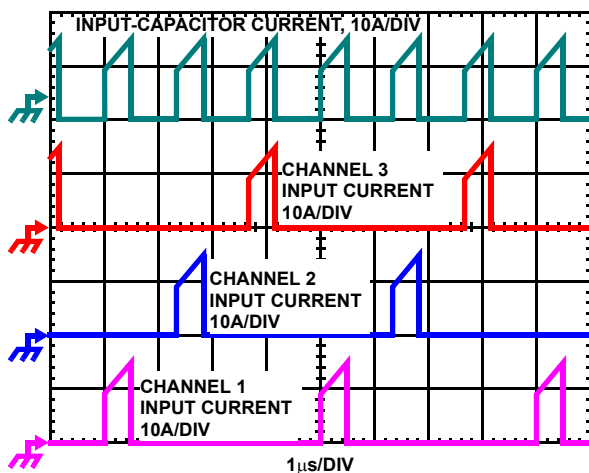 INPUT-CAPACITOR CURRENT, 10A/DIV
CHANNEL 3
INPUT CURRENT
10A/DIV
CHANNEL 2
INPUT CURRENT
10A/DIV
CHANNEL 1
INPUT CURRENT
10A/DIV
1μs/DIV